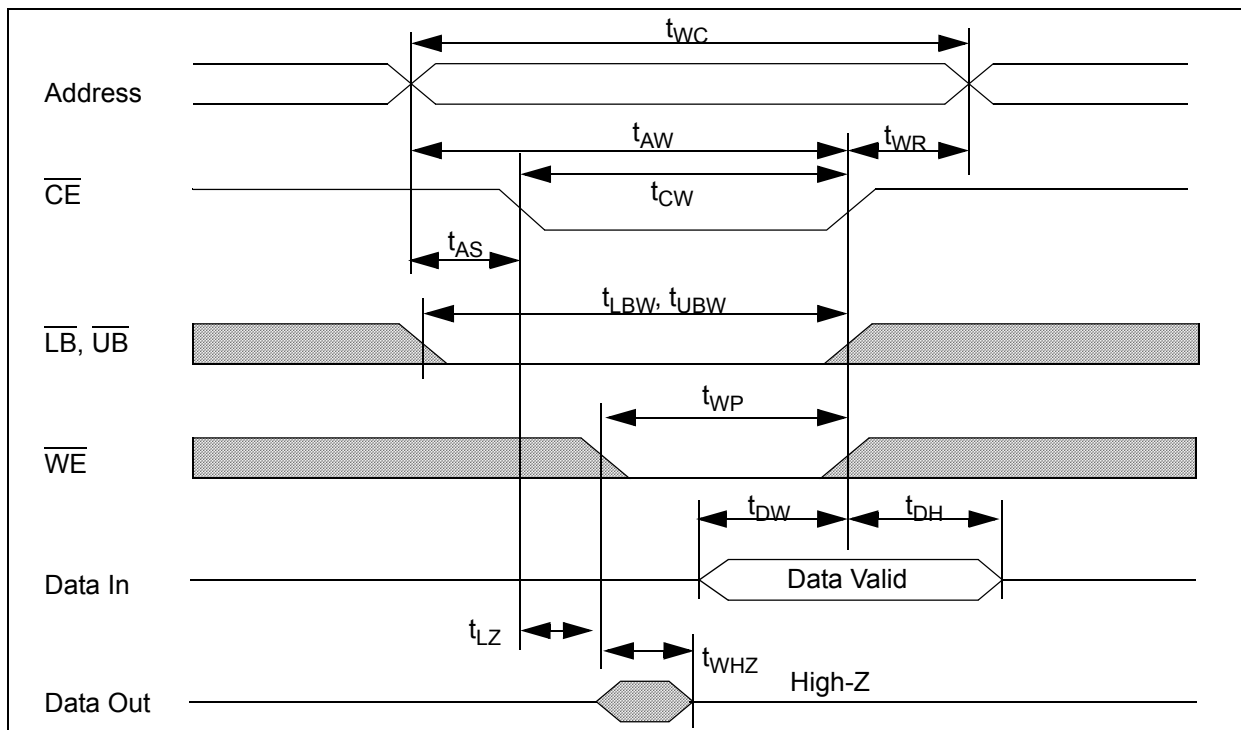 tWC
Address
tAW
tWR
CE
tCW
tAS
tLBW, tUBW
LB, UB
tWP
WE
tDW
tDH
Data In
Data Valid
tLZ
tWHZ
High-Z
Data Out